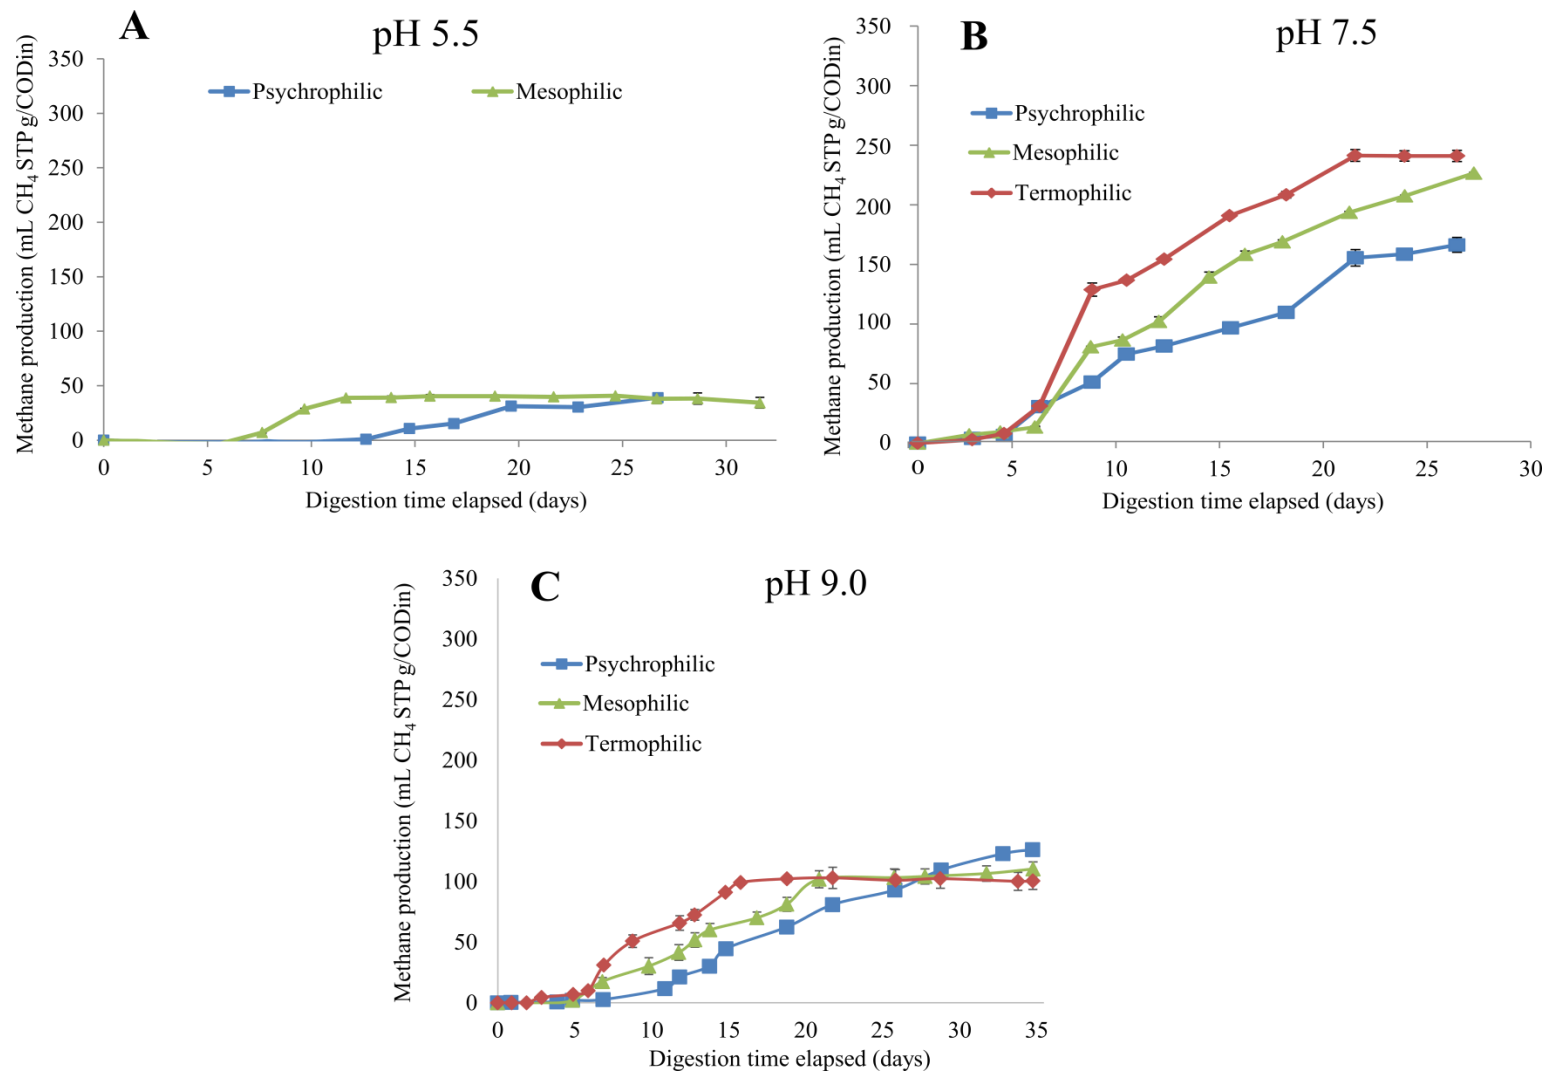 A
pH 5.5
Methane production (mL CH4 STP g/CODin)
350
300
250
200
150
100
50
0
Psychrophilic
Mesophilic
0 5 10 15 20 25 30
Digestion time elapsed (days)
B
pH 7.5
Methane production (mL CH4 STP g/CODin)
350
300
250
200
150
100
50
0
Psychrophilic
Mesophilic
Termophilic
0 5 10 15 20 25 30
Digestion time elapsed (days)
C
pH 9.0
Methane production (mL CH4 STP g/CODin)
350
300
250
200
150
100
50
0
Psychrophilic
Mesophilic
Termophilic
0 5 10 15 20 25 30 35
Digestion time elapsed (days)